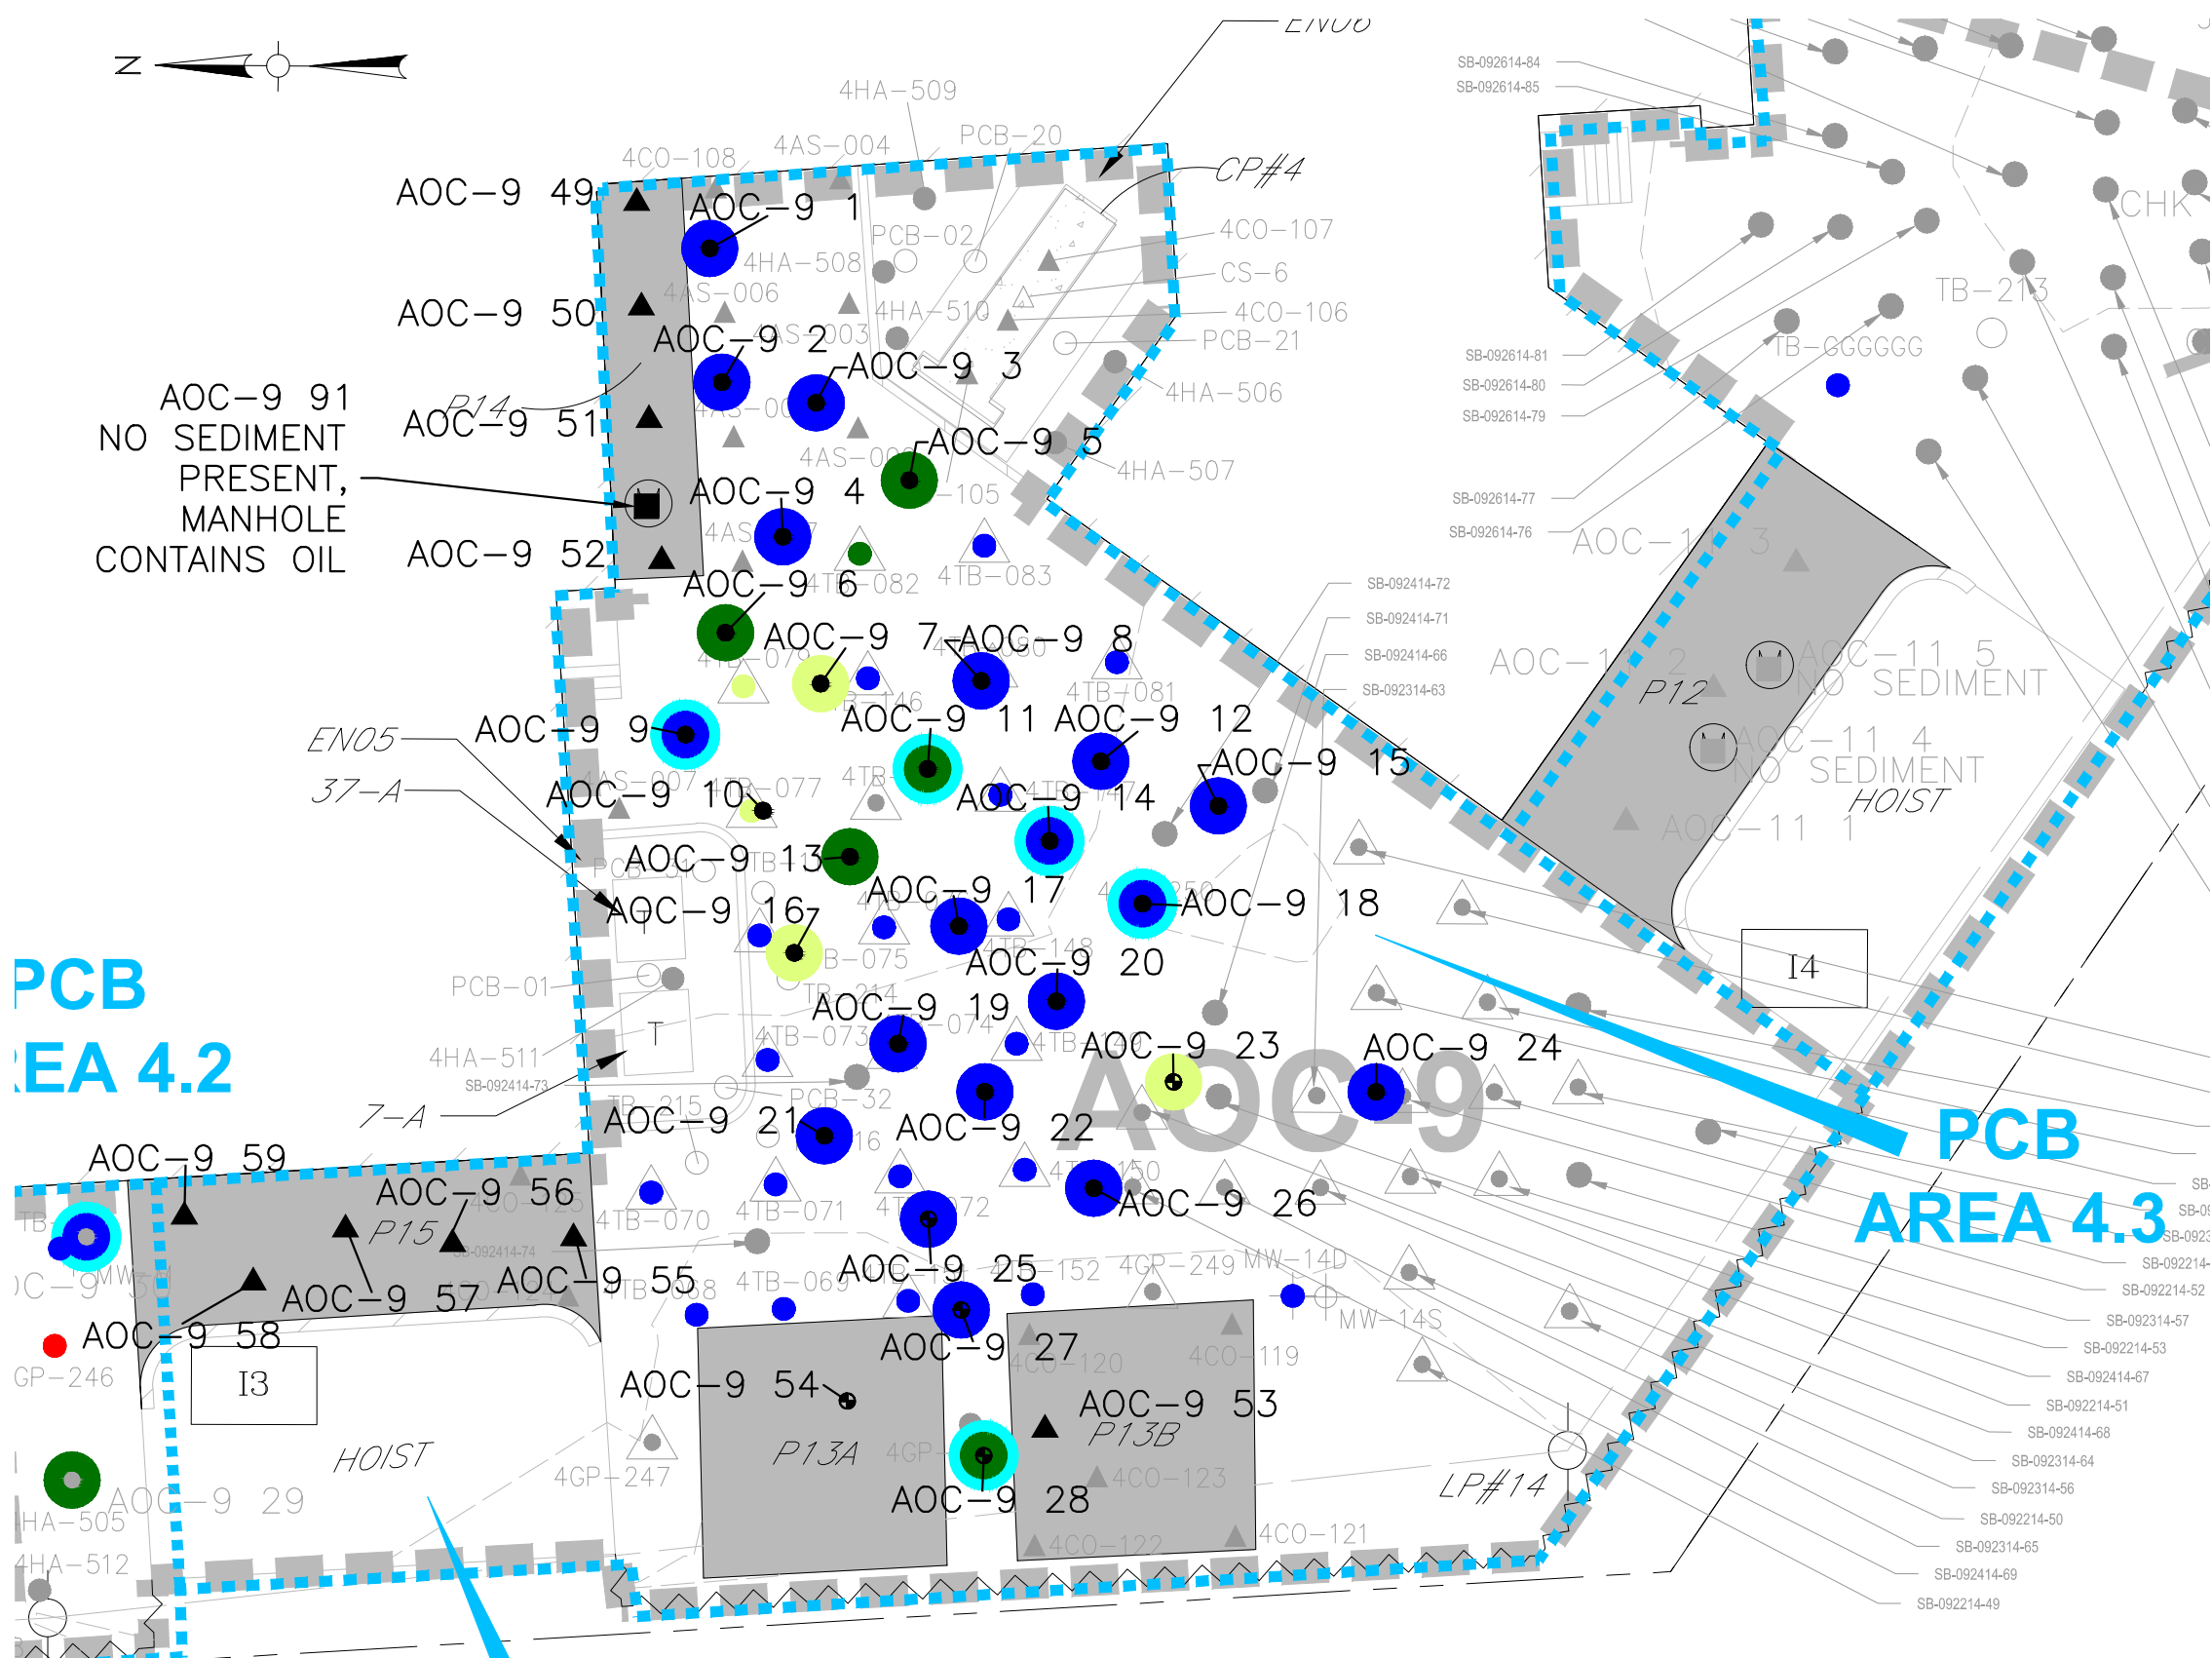 N
EN06
4HA-509
4CO-108
4AS-004
PCB-20
CP#4
SB-092614-84
SB-092614-85
AOC-9 49
AOC-9 1
PCB-02
4HA-508
4CO-107
CS-6
CHK
4AS-006
4HA-510
4CO-106
TB-213
AOC-9 50
AOC-9 2
4AS-003
PCB-21
SB-092614-81
TB-GGGGGG
AOC-9 3
4HA-506
SB-092614-80
AOC-9 91
NO SEDIMENT
PRESENT,
MANHOLE
CONTAINS OIL
P14
AOC-9 51
SB-092614-79
AOC-9 5
4HA-507
AOC-9 4
SB-092614-77
SB-092614-76
AOC-11 3
AOC-9 52
4TB-082
4TB-083
AOC-9 6
SB-092414-72
SB-092414-71
AOC-9 7
AOC-9 8
4TB-081
SB-092414-66
SB-092314-63
AOC-11 2
P12
AOC-11 5
NO SEDIMENT
EN05
AOC-9 9
AOC-9 11
AOC-9 12
AOC-11 4
NO SEDIMENT
37-A
4AS-007
4TB-077
AOC-9 10
AOC-9 14
AOC-9 15
HOIST
AOC-11 1
AOC-9 13
AOC-9 17
AOC-9 16
AOC-9 18
PCB-01
TB-214
4TB-148
AOC-9 20
I4
PCB
AREA 4.2
4HA-511
4TB-073
AOC-9 19
T
SB-092414-73
AOC-9 23
AOC-9 24
AOC-9
7-A
TB-215
PCB-32
AOC-9 21
AOC-9 22
PCB
AREA 4.3
AOC-9 59
AOC-9 56
P15
4TB-070
4TB-071
AOC-9 26
SB-092414-74
AOC-9 57
AOC-9 55
AOC-9 58
4TB-069
AOC-9 25
4GP-249
MW-14D
MW-14S
SB-092214-52
SB-092314-57
SB-092214-53
SB-092414-67
SB-092214-51
SB-092414-68
SB-092314-64
SB-092314-56
SB-092214-50
SB-092314-65
SB-092414-69
SB-092214-49
GP-246
I3
AOC-9 27
4CO-120
4CO-119
AOC-9 54
AOC-9 53
HOIST
P13A
P13B
4GP-247
4CO-123
LP#14
AOC-9 28
AOC-9 29
4HA-505
4HA-512
4CO-122
4CO-121